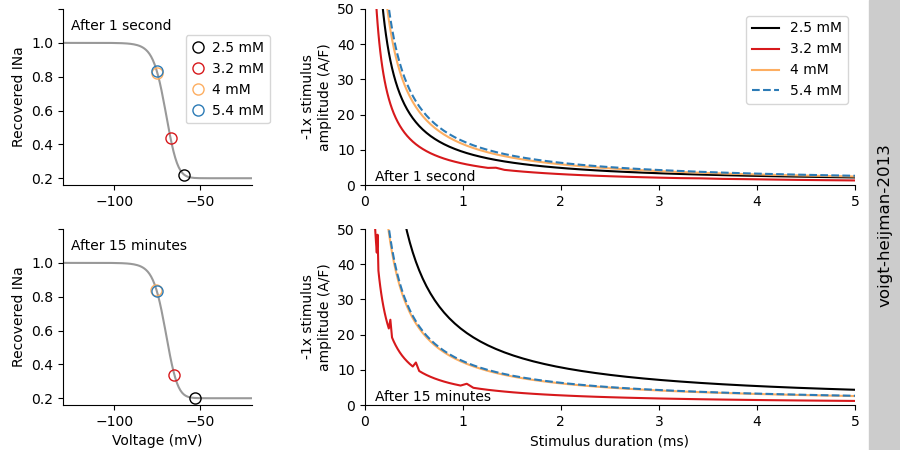 After 1 second
Recovered INa
1.0
0.8
0.6
0.4
0.2
−100
−50
2.5 mM
3.2 mM
4 mM
5.4 mM
-1x stimulus
amplitude (A/F)
50
40
30
20
10
0
0
1
2
3
4
5
After 1 second
2.5 mM
3.2 mM
4 mM
5.4 mM
After 15 minutes
Recovered INa
1.0
0.8
0.6
0.4
0.2
−100
−50
Voltage (mV)
-1x stimulus
amplitude (A/F)
50
40
30
20
10
0
0
1
2
3
4
5
After 15 minutes
Stimulus duration (ms)
voigt-heijman-2013